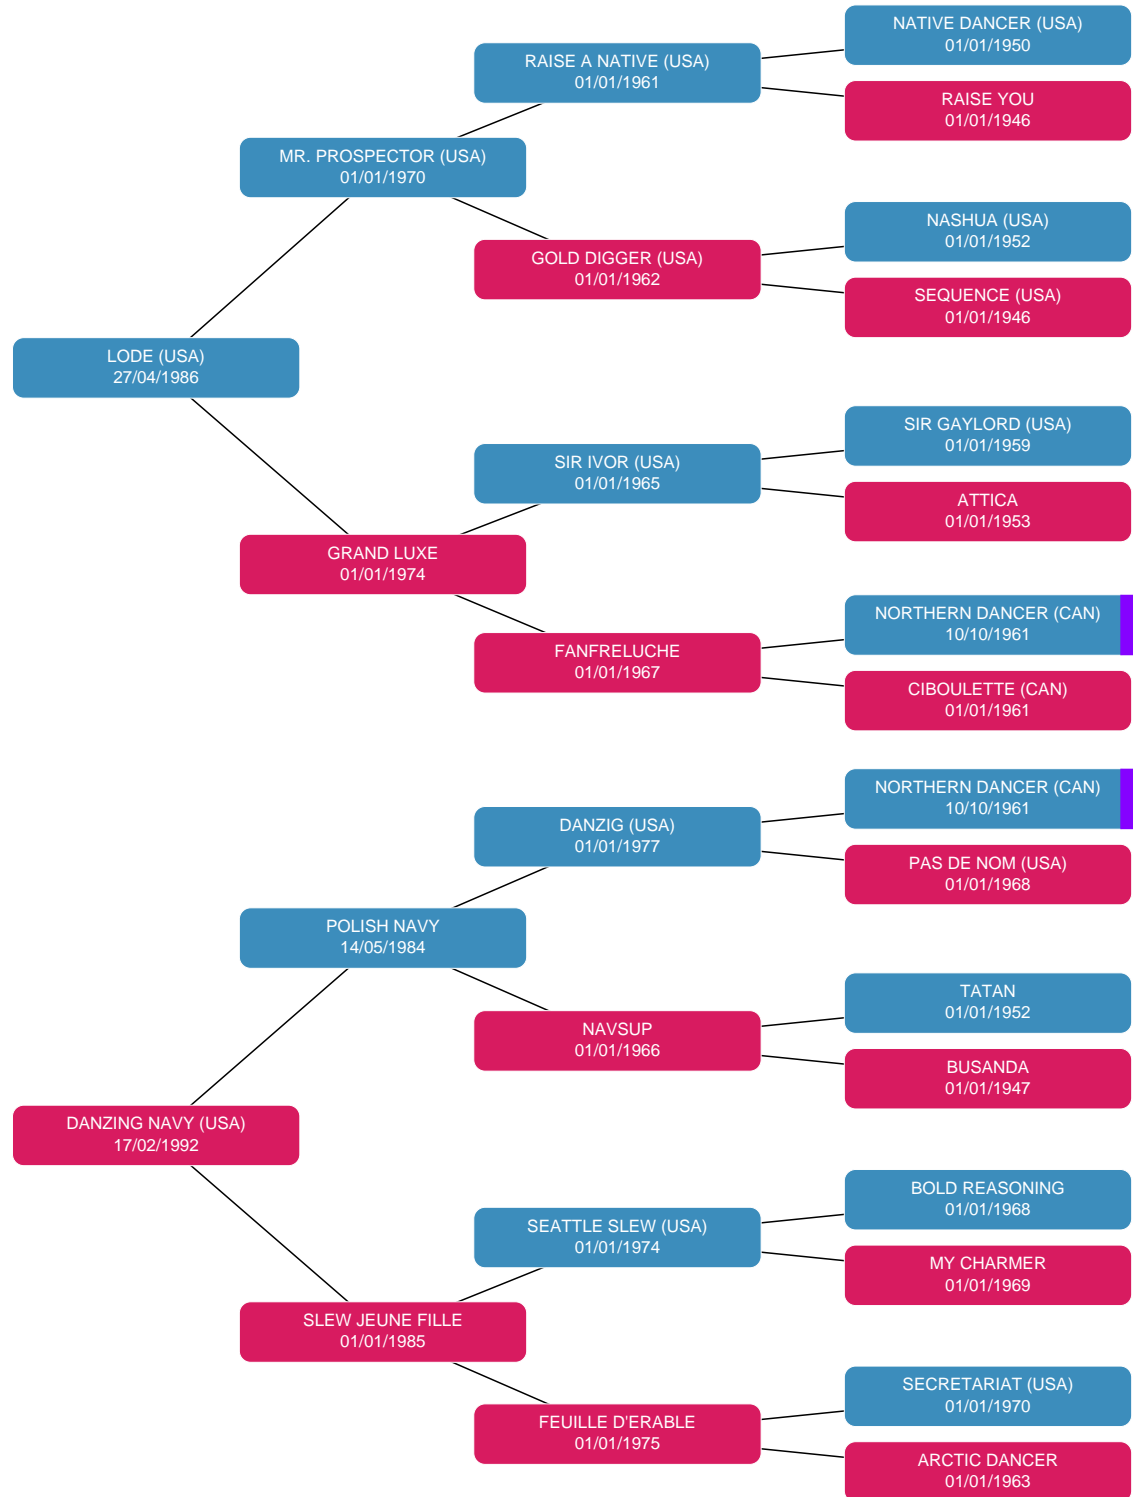 NATIVE DANCER (USA)
01/01/1950
RAISE A NATIVE (USA)
01/01/1961
RAISE YOU
01/01/1946
MR. PROSPECTOR (USA)
01/01/1970
NASHUA (USA)
01/01/1952
GOLD DIGGER (USA)
01/01/1962
SEQUENCE (USA)
01/01/1946
LODE (USA)
27/04/1986
SIR GAYLORD (USA)
01/01/1959
SIR IVOR (USA)
01/01/1965
ATTICA
01/01/1953
GRAND LUXE
01/01/1974
NORTHERN DANCER (CAN)
10/10/1961
FANFRELUCHE
01/01/1967
CIBOULETTE (CAN)
01/01/1961
NORTHERN DANCER (CAN)
10/10/1961
DANZIG (USA)
01/01/1977
PAS DE NOM (USA)
01/01/1968
POLISH NAVY
14/05/1984
TATAN
01/01/1952
NAVSUP
01/01/1966
BUSANDA
01/01/1947
DANZING NAVY (USA)
17/02/1992
BOLD REASONING
01/01/1968
SEATTLE SLEW (USA)
01/01/1974
MY CHARMER
01/01/1969
SLEW JEUNE FILLE
01/01/1985
SECRETARIAT (USA)
01/01/1970
FEUILLE D'ERABLE
01/01/1975
ARCTIC DANCER
01/01/1963